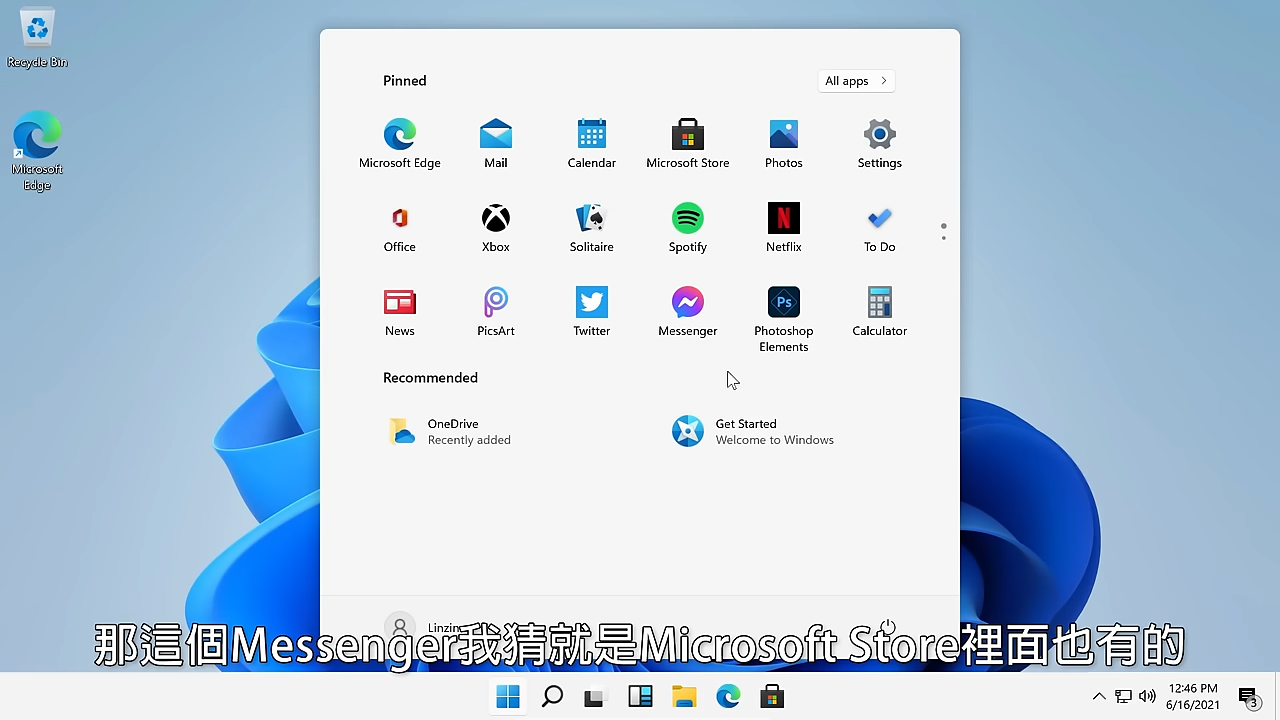 Recycle Bin
Microsoft
Edge
Pinned
All apps
Microsoft Edge
Mail
Calendar
Microsoft Store
Photos
Settings
Office
Xbox
Solitaire
Spotify
Netflix
To Do
News
PicsArt
Twitter
Messenger
Ps
Photoshop
Elements
Calculator
Recommended
OneDrive
Recently added
Get Started
Welcome to Windows
那這個Messenger我猜就是Microsoft Store裡面也有的
12:46 PM
6/16/2021
3